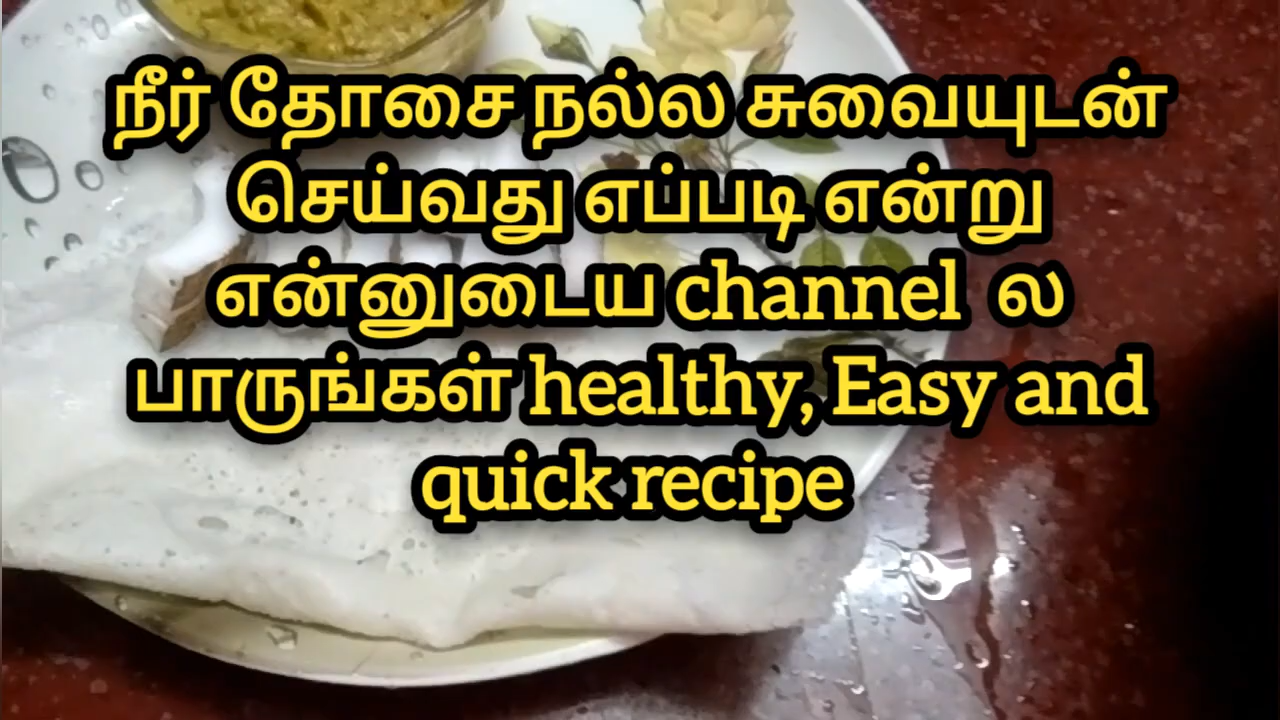 நீர் தோசை நல்ல சுவையுடன்
செய்வது எப்படி என்று
என்னுடைய channel ல
பாருங்கள் healthy, Easy and
quick recipe